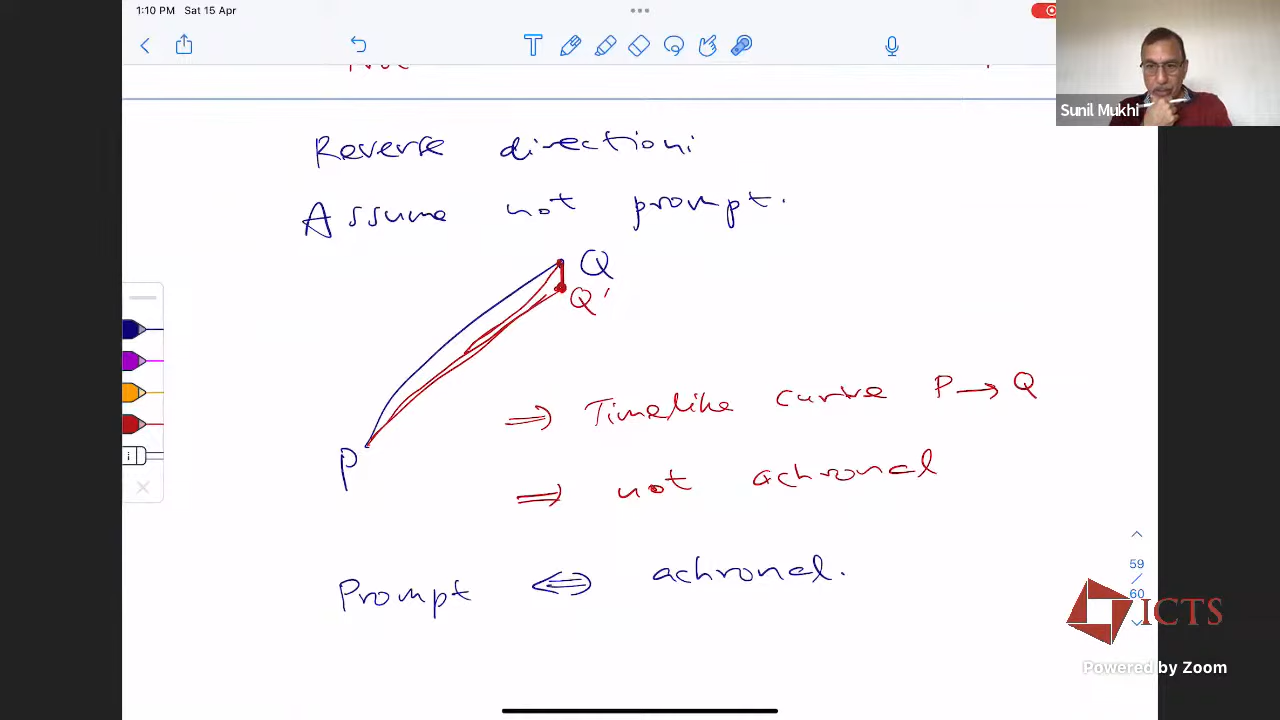 1:10 PM Sat 15 Apr
Sunil Mukhi
Reverse direction:
Assume not prompt.
Q
Q'
P
⇒ Timelike curve P → Q
⇒ not achronal
Prompt ⇔ achronal.
59
/
60
ICTS
Powered by Zoom